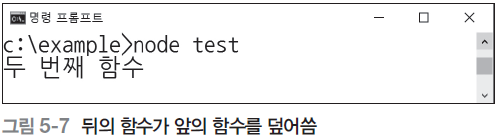 명령 프롬프트
c:\example>node test
두 번째 함수
그림 5-7 뒤의 함수가 앞의 함수를 덮어씀